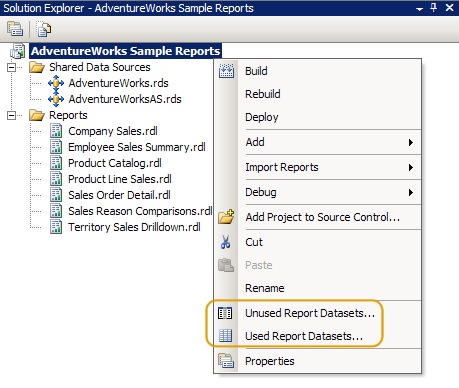 Solution Explorer - AdventureWorks Sample Reports
AdventureWorks Sample Reports
Shared Data Sources
AdventureWorks.rds
AdventureWorksAS.rds
Reports
Company Sales.rdl
Employee Sales Summary.rdl
Product Catalog.rdl
Product Line Sales.rdl
Sales Order Detail.rdl
Sales Reason Comparisons.rdl
Territory Sales Drilldown.rdl
Build
Rebuild
Deploy
Add
Import Reports
Debug
Add Project to Source Control...
Cut
Paste
Rename
Unused Report Datasets...
Used Report Datasets...
Properties